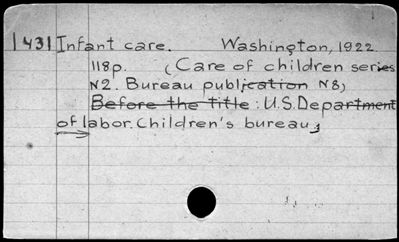 1431 Infant care. Washington, 1922
118p. (Care of children series
N2. Bureau publication N8)
Before the title : U.S. Department
of labor. Children's bureau;